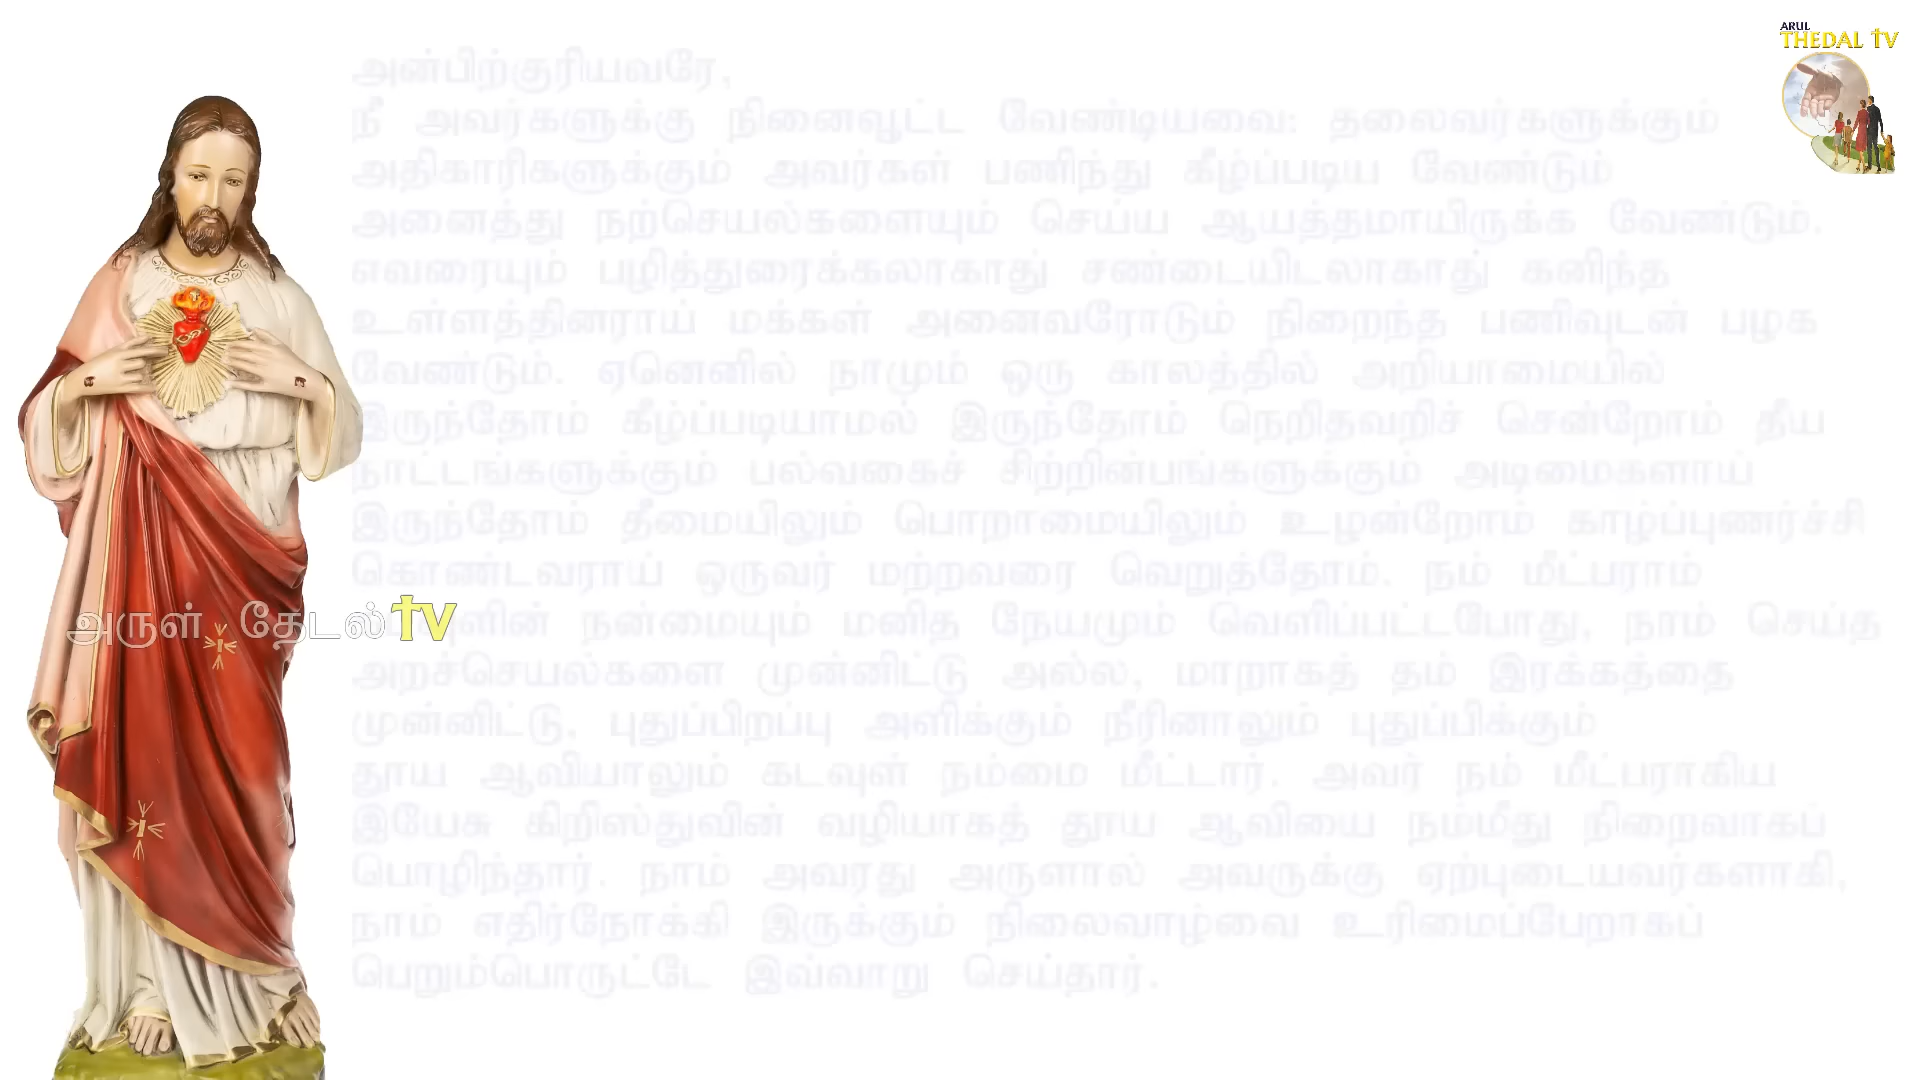 ARUL
THEDAL TV
அன்பிற்குரியவரே,
நீ அவர்களுக்கு நினைவூட்ட வேண்டியவை: தலைவர்களுக்கும்
அதிகாரிகளுக்கும் அவர்கள் பணிந்து கீழ்ப்படிய வேண்டும்
அனைத்து நற்செயல்களையும் செய்ய ஆயத்தமாயிருக்க வேண்டும்.
எவரையும் பழித்துரைக்கலாகாது சண்டையிடலாகாது கனிந்த
உள்ளத்தினராய் மக்கள் அனைவரோடும் நிறைந்த பணிவுடன் பழக
வேண்டும். ஏனெனில் நாமும் ஒரு காலத்தில் அறியாமையில்
இருந்தோம் கீழ்ப்படியாமல் இருந்தோம் நெறிதவறிச் சென்றோம் தீய
நாட்டங்களுக்கும் பல்வகைச் சிற்றின்பங்களுக்கும் அடிமைகளாய்
இருந்தோம் தீமையிலும் பொறாமையிலும் உழன்றோம் காழ்ப்புணர்ச்சி
கொண்டவராய் ஒருவர் மற்றவரை வெறுத்தோம். நம் மீட்பராம்
அருள் தேடல் TV
நன்மையும் மனித நேயமும் வெளிப்பட்டபோது, நாம் செய்த
அறச்செயல்களை முன்னிட்டு அல்ல, மாறாகத் தம் இரக்கத்தை
முன்னிட்டு, புதுப்பிறப்பு அளிக்கும் நீரினாலும் புதுப்பிக்கும்
தூய ஆவியாலும் கடவுள் நம்மை மீட்டார். அவர் நம் மீட்பராகிய
இயேசு கிறிஸ்துவின் வழியாகத் தூய ஆவியை நம்மீது நிறைவாகப்
பொழிந்தார். நாம் அவரது அருளால் அவருக்கு ஏற்புடையவர்களாகி,
நாம் எதிர்நோக்கி இருக்கும் நிலைவாழ்வை உரிமைப்பேறாகப்
பெறும்பொருட்டே இவ்வாறு செய்தார்.